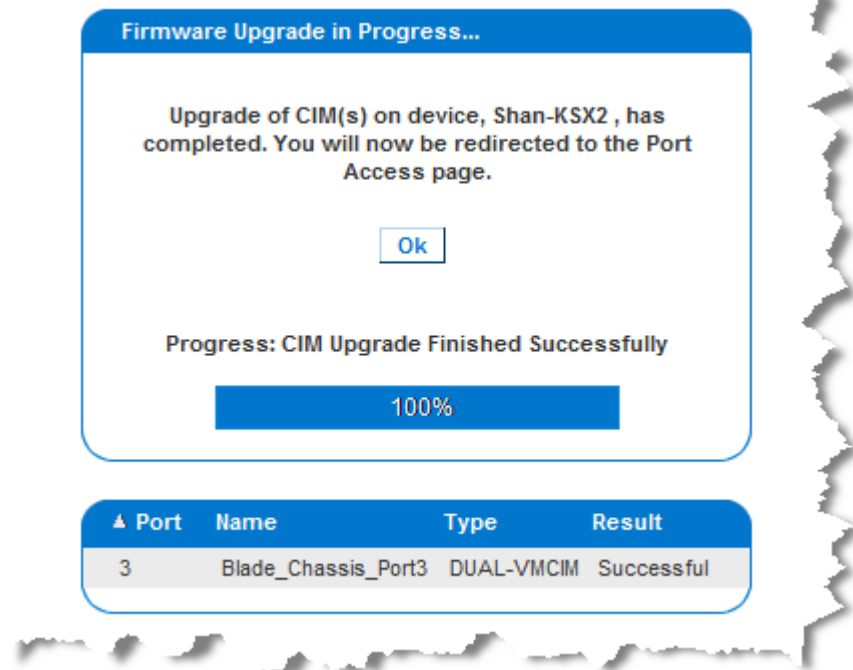 Firmware Upgrade in Progress...
Upgrade of CIM(s) on device, Shan-KSX2 , has
completed. You will now be redirected to the Port
Access page.
Ok
Progress: CIM Upgrade Finished Successfully
100%
▲ Port Name Type Result
3 Blade_Chassis_Port3 DUAL-VMCIM Successful